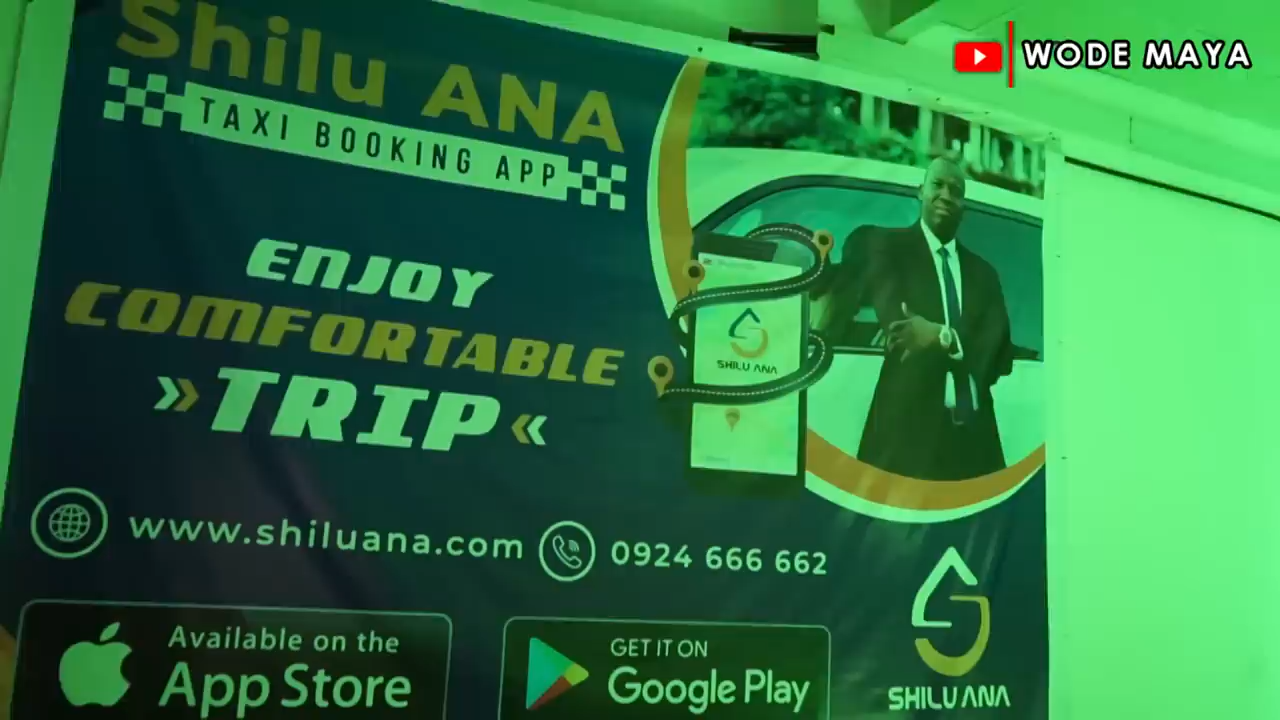 WODE MAYA
Shilu ANA
TAXI BOOKING APP
ENJOY
COMFORTABLE
»TRIP«
SHILU ANA
www.shiluana.com
0924 666 662
Available on the
App Store
GET IT ON
Google Play
SHILU ANA